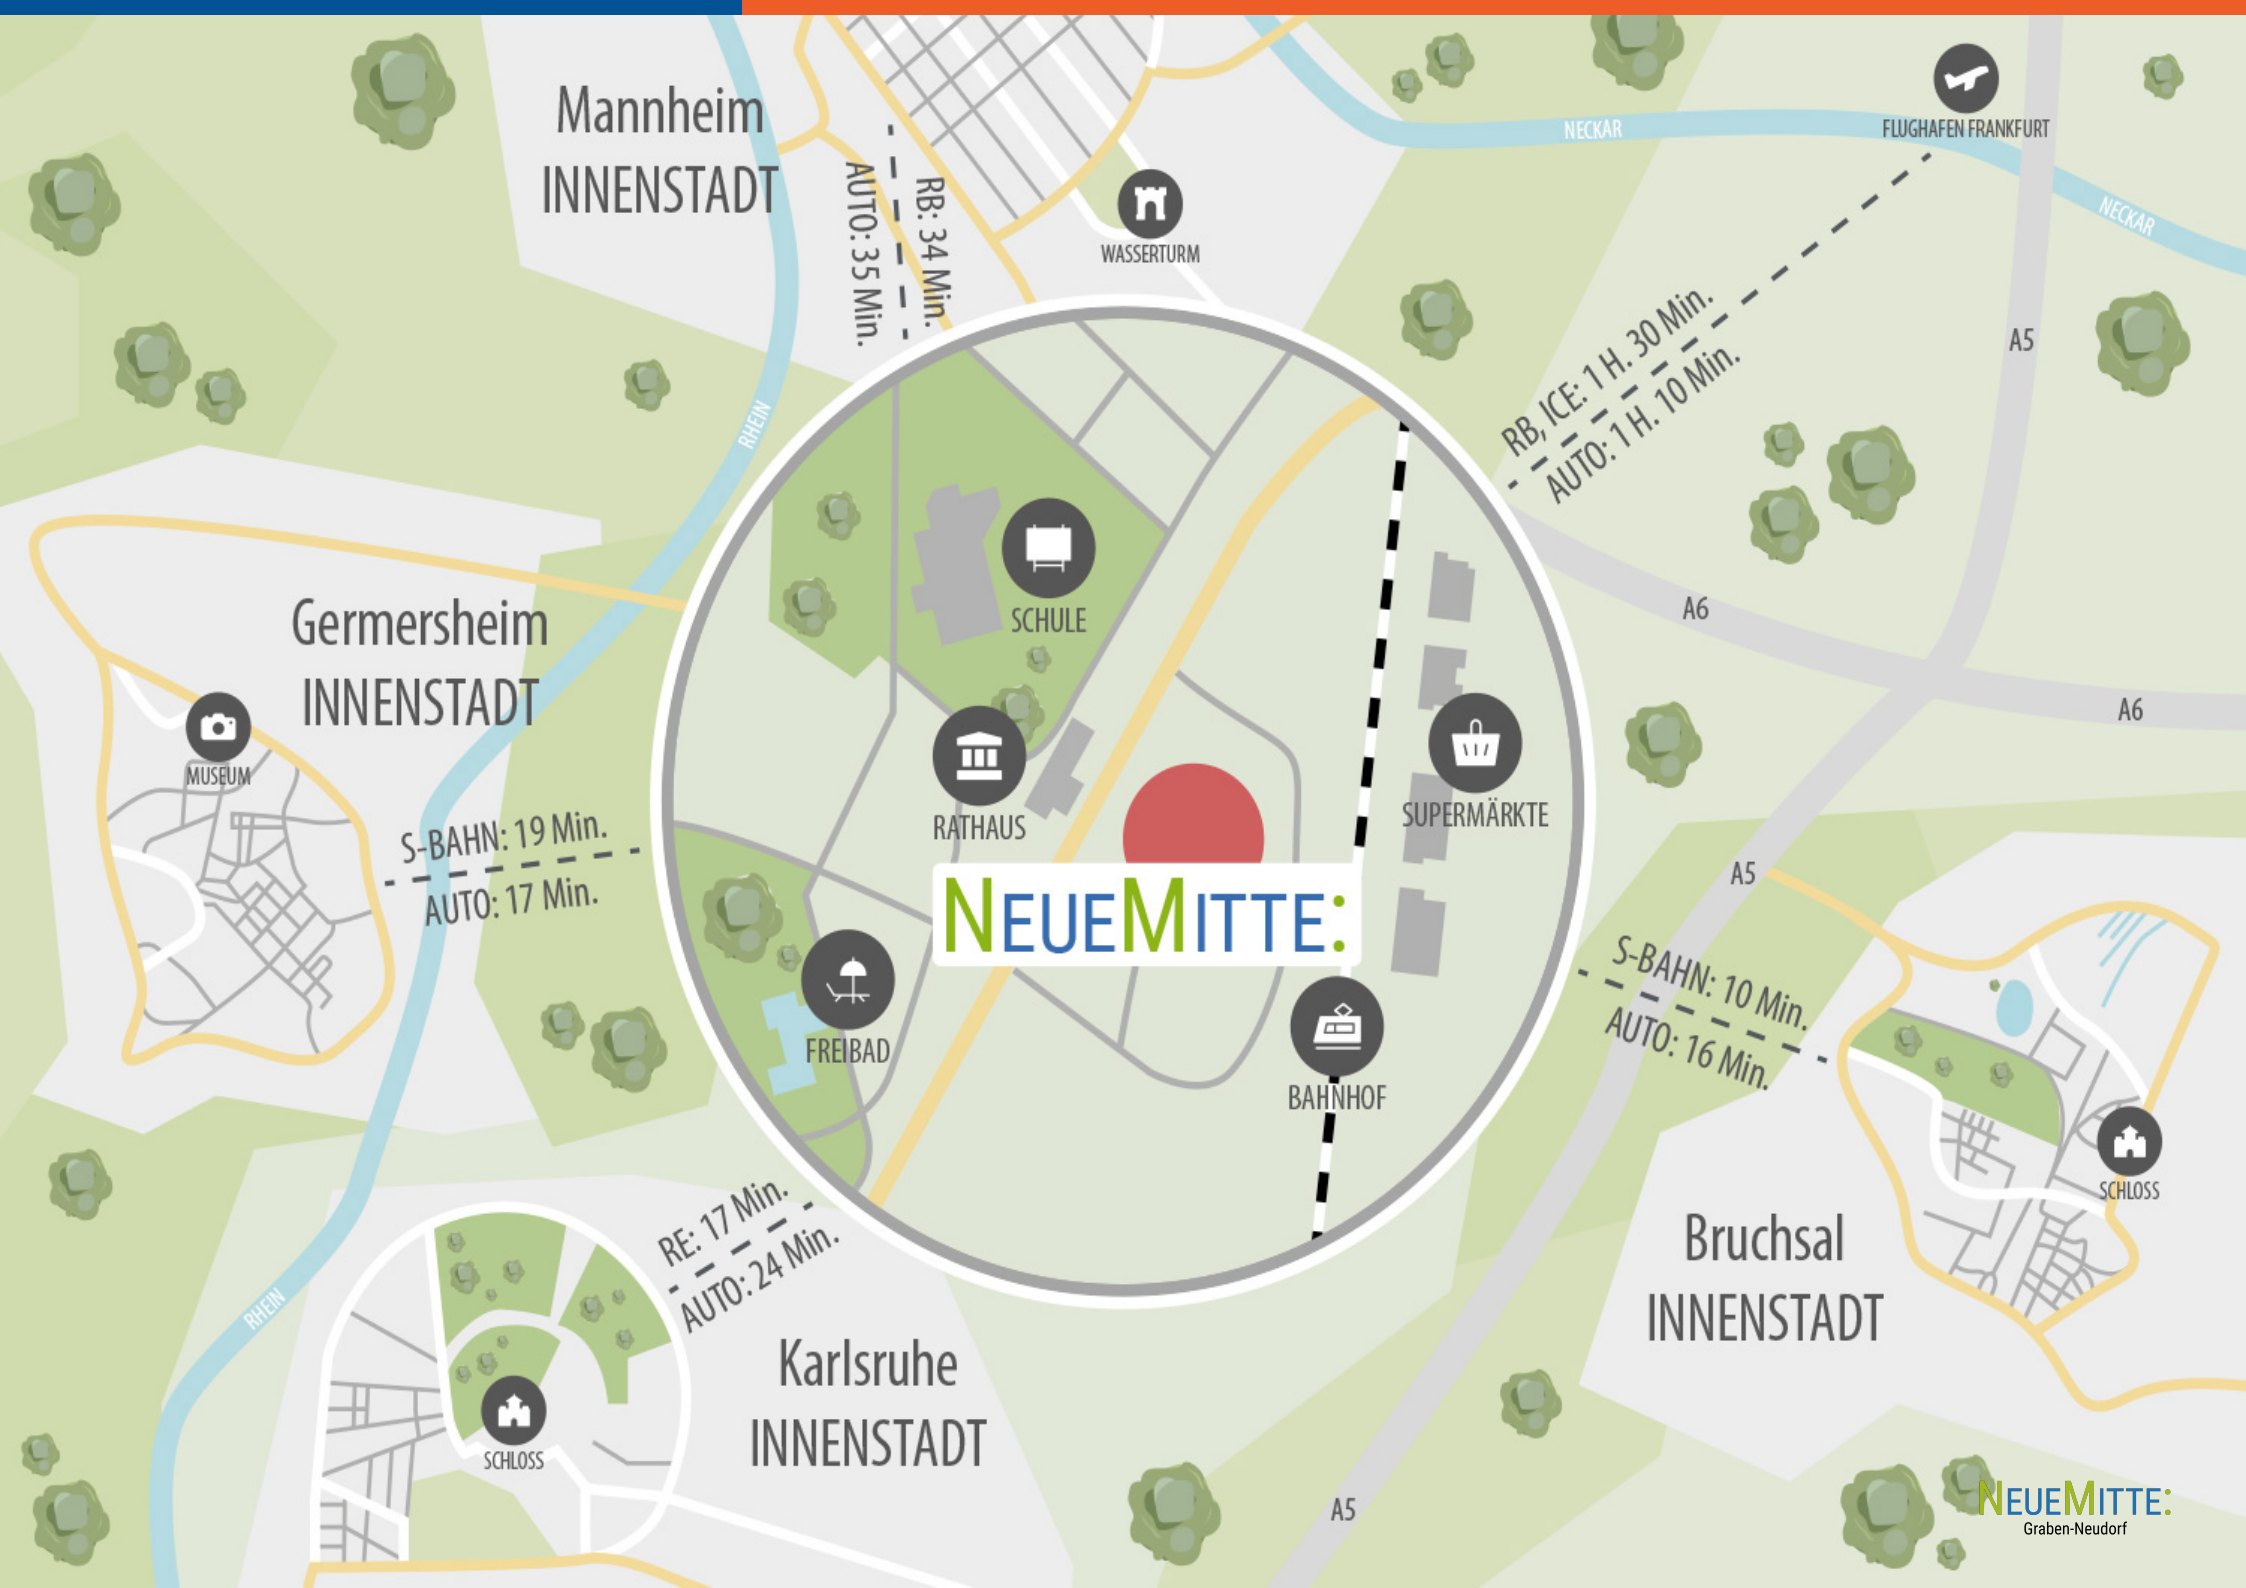 Mannheim
INNENSTADT
AUTO: 35 Min.
RB: 34 Min.
WASSERTURM
NECKAR
FLUGHAFEN FRANKFURT
NECKAR
RB, ICE: 1 H. 30 Min.
AUTO: 1 H. 10 Min.
A5
RHEIN
A6
A6
Germersheim
INNENSTADT
MUSEUM
S-BAHN: 19 Min.
AUTO: 17 Min.
SCHULE
RATHAUS
SUPERMÄRKTE
NEUEMITTE:
FREIBAD
BAHNHOF
A5
S-BAHN: 10 Min.
AUTO: 16 Min.
SCHLOSS
Bruchsal
INNENSTADT
RE: 17 Min.
AUTO: 24 Min.
RHEIN
Karlsruhe
INNENSTADT
SCHLOSS
A5
NEUEMITTE:
Graben-Neudorf